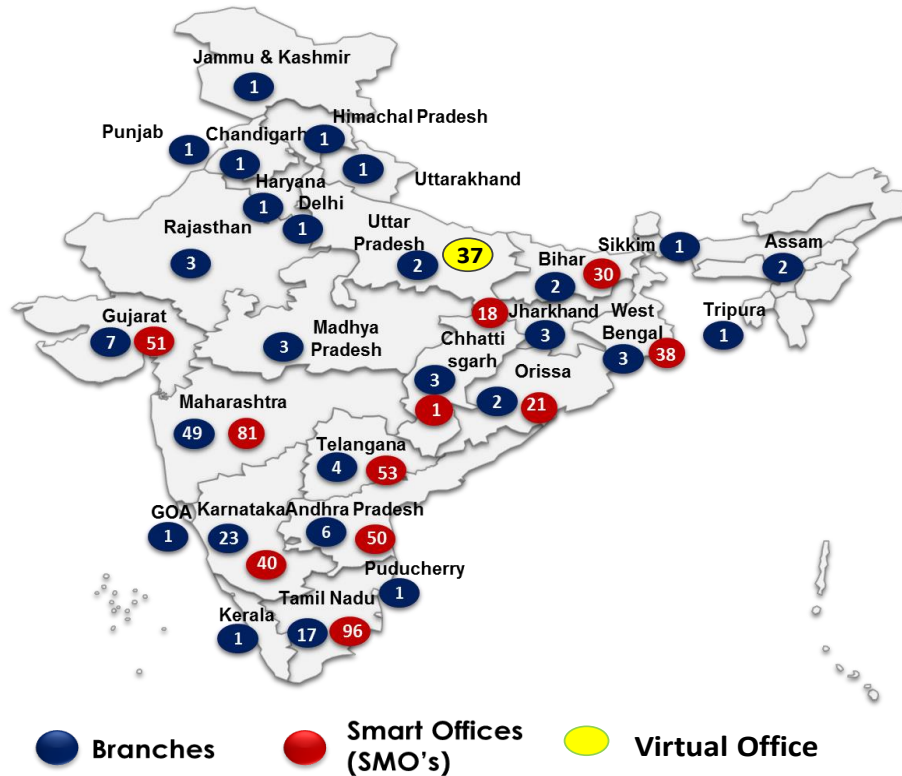 Jammu & Kashmir
1
Himachal Pradesh
1
Punjab
1
Chandigarh
1
Uttarakhand
1
Haryana
1
Delhi
1
Rajasthan
3
Uttar
Pradesh
2
37
Bihar
2
30
Sikkim
1
Assam
2
Gujarat
7
51
Madhya
Pradesh
3
18
Jharkhand
3
West
Bengal
3
38
Tripura
1
Chhatti
sgarh
3
1
Orissa
2
21
Maharashtra
49
81
Telangana
4
53
GOA
1
Karnataka
23
40
Andhra Pradesh
6
50
Puducherry
1
Kerala
1
Tamil Nadu
17
96
Branches
Smart Offices
(SMO's)
Virtual Office